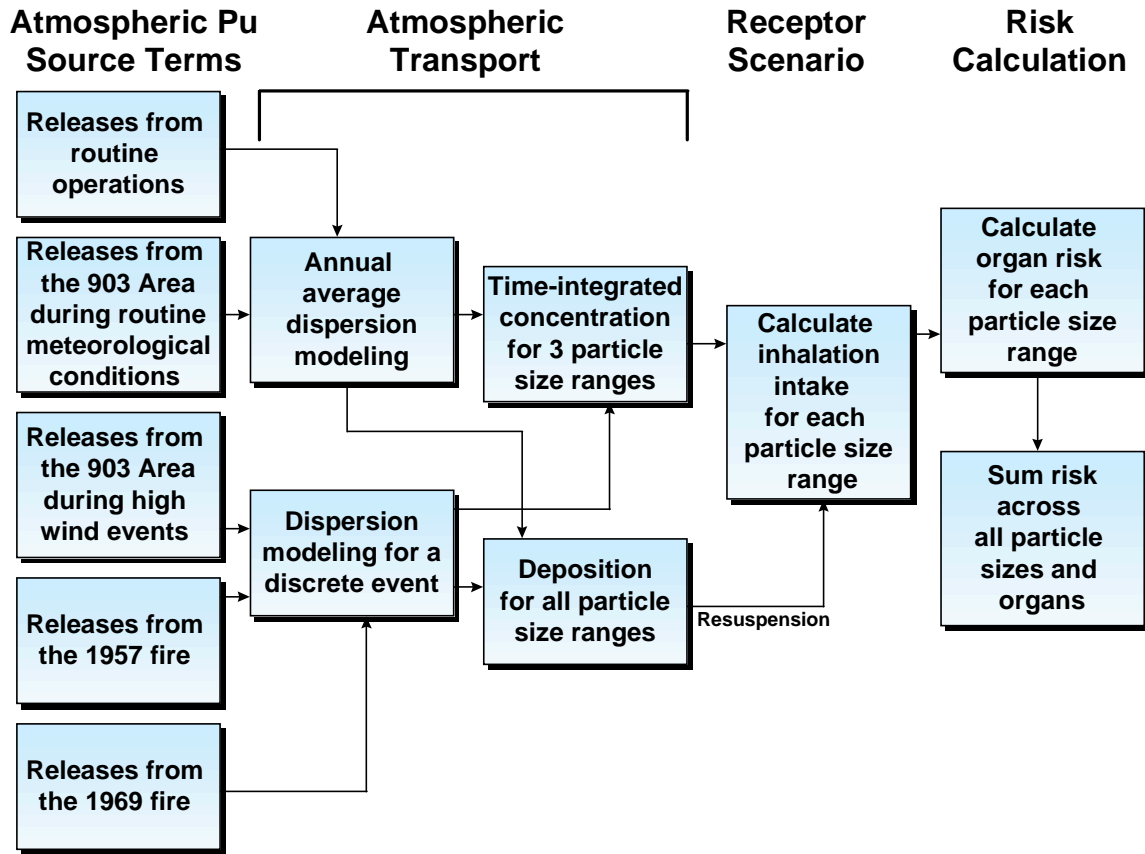 Atmospheric Pu
Source Terms
Atmospheric
Transport
Receptor
Scenario
Risk
Calculation
Releases from
routine
operations
Releases from
the 903 Area
during routine
meteorological
conditions
Releases from
the 903 Area
during high
wind events
Releases from
the 1957 fire
Releases from
the 1969 fire
Annual
average
dispersion
modeling
Dispersion
modeling for a
discrete event
Time-integrated
concentration
for 3 particle
size ranges
Deposition
for all particle
size ranges
Resuspension
Calculate
inhalation
intake
for each
particle size
range
Calculate
organ risk
for each
particle size
range
Sum risk
across
all particle
sizes and
organs